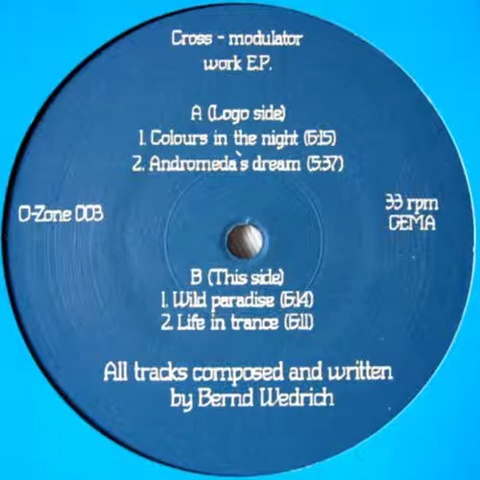 Cross - modulator
work E.P.
A (Logo side)
1. Colours in the night (6:15)
2. Andromeda`s dream (5:37)
O-Zone 003
33 rpm
GEMA
B (This side)
1. Wild paradise (6:14)
2. Life in trance (6:11)
All tracks composed and written
by Bernd Wedrich